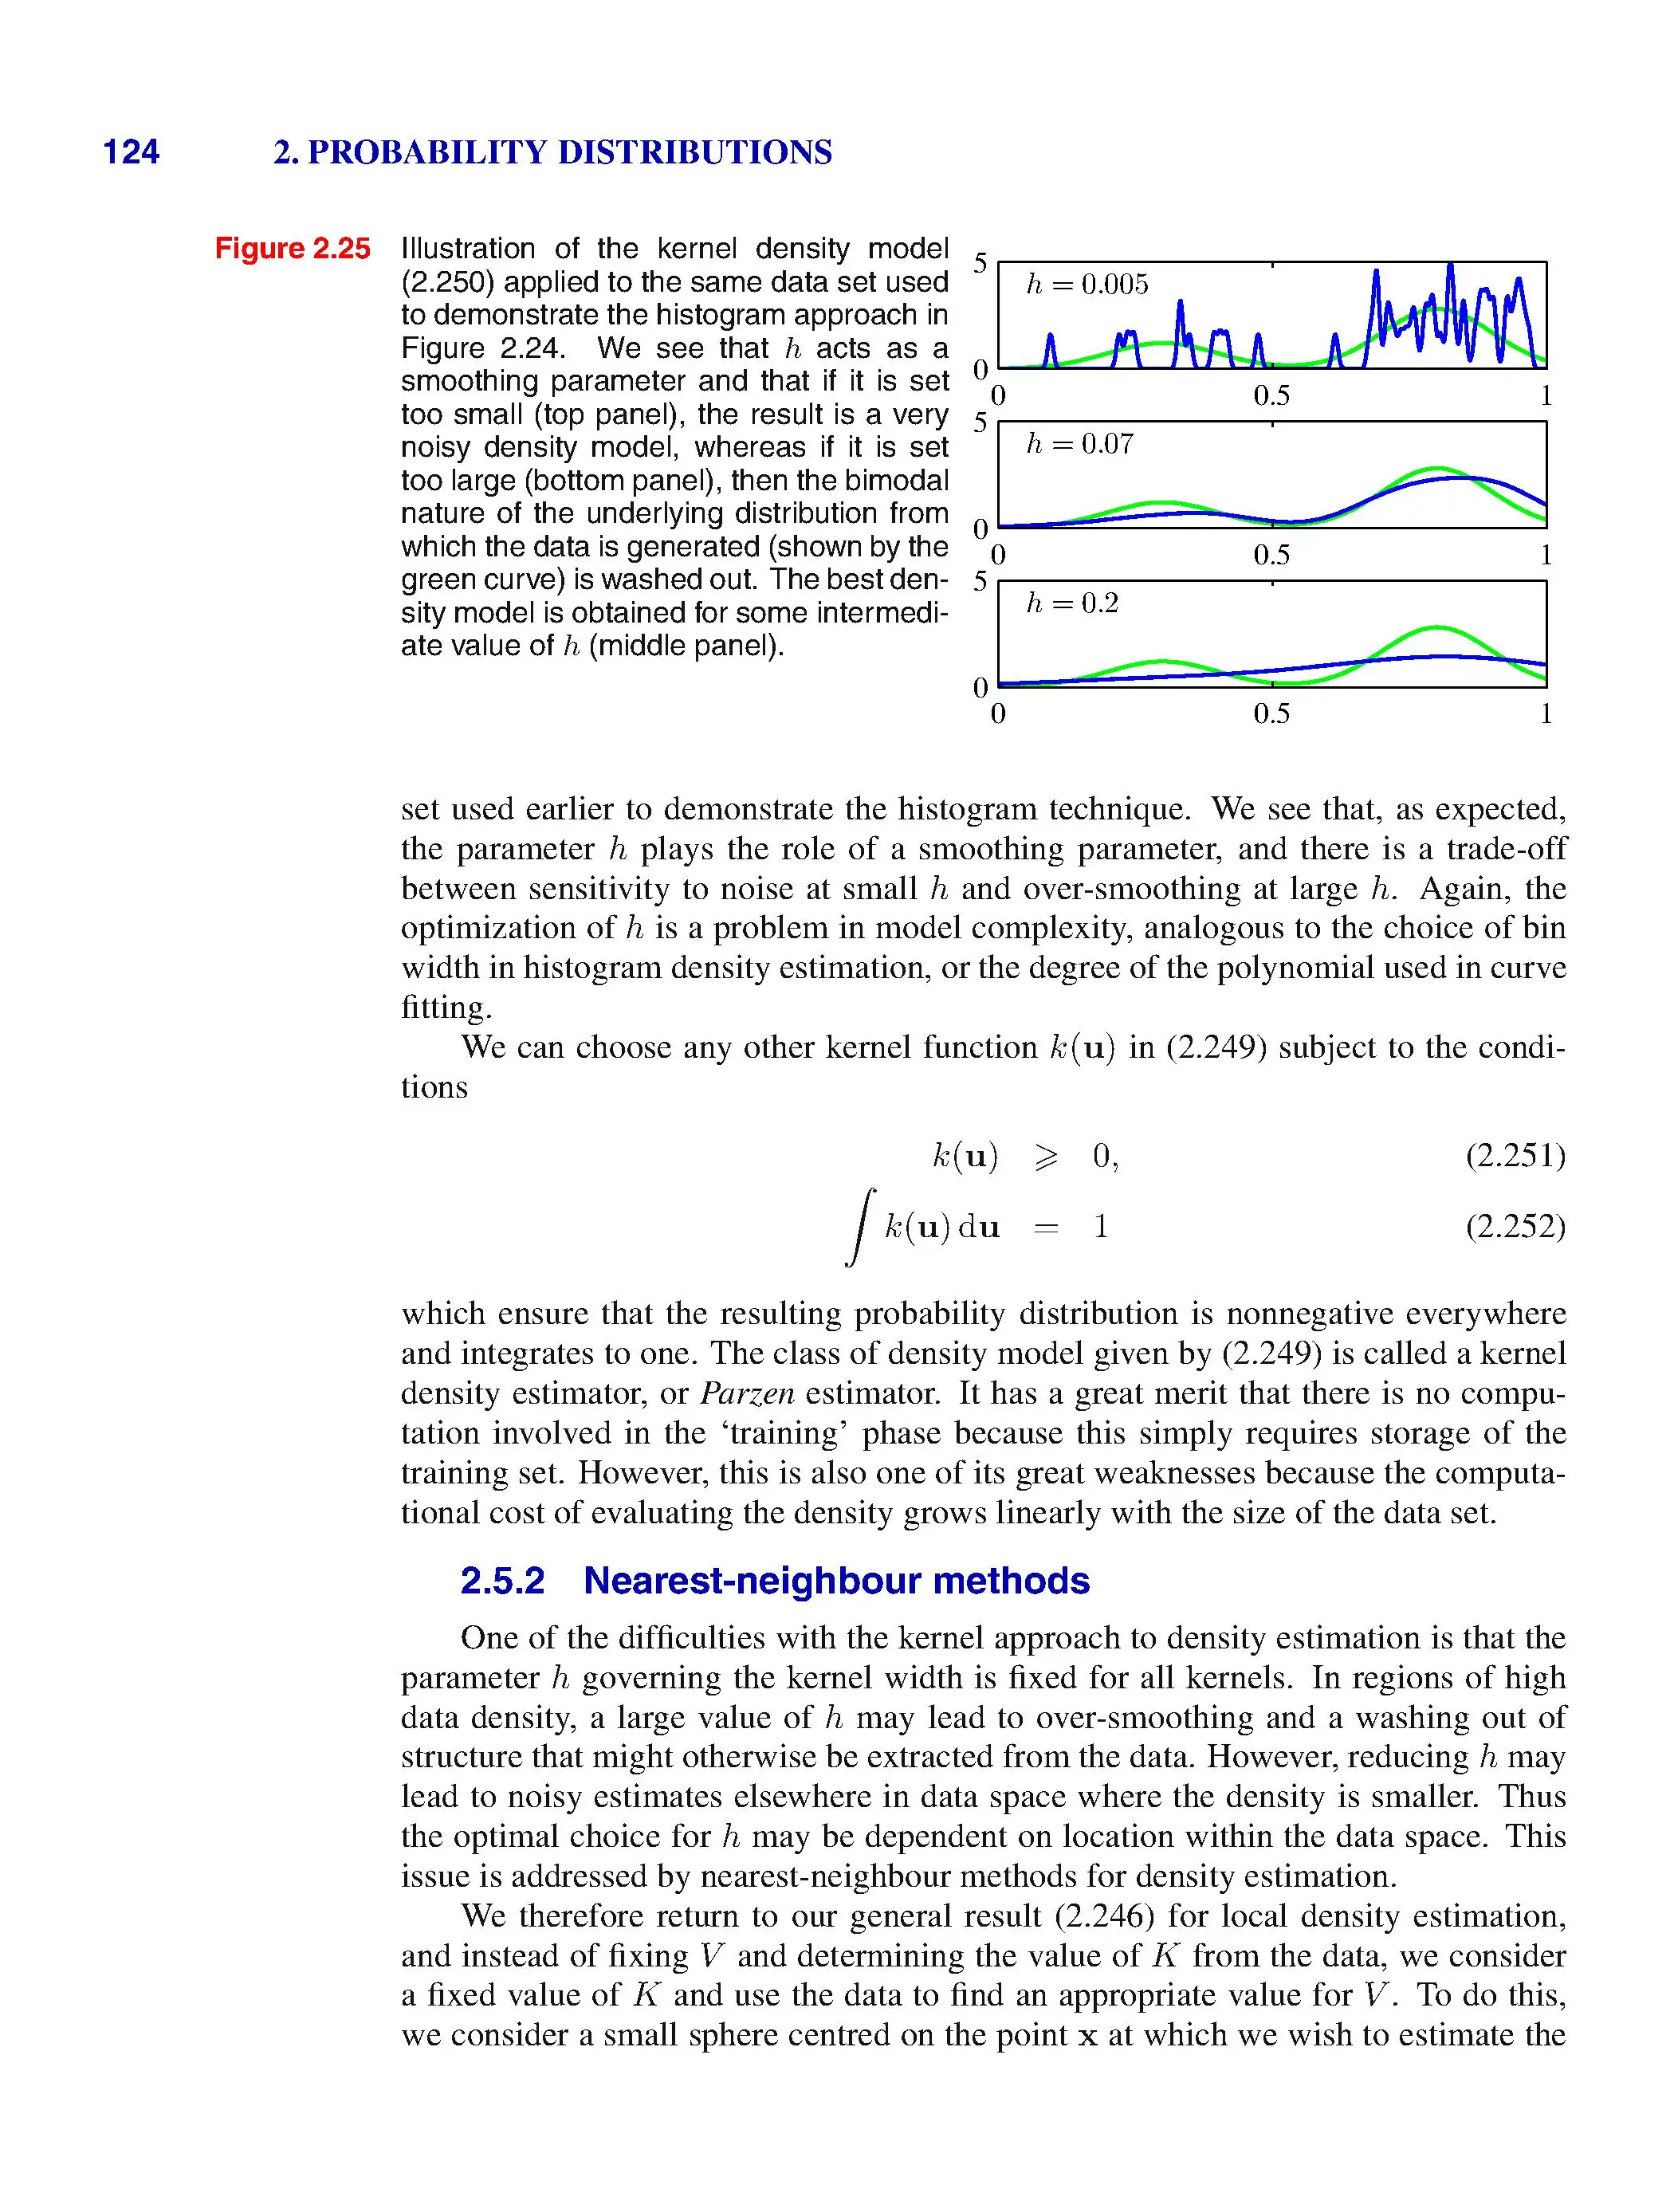 124 2. PROBABILITY DISTRIBUTIONS
Figure 2.25 Illustration of the kernel density model
(2.250) applied to the same data set used
to demonstrate the histogram approach in
Figure 2.24. We see that h acts as a
smoothing parameter and that if it is set
too small (top panel), the result is a very
noisy density model, whereas if it is set
too large (bottom panel), then the bimodal
nature of the underlying distribution from
which the data is generated (shown by the
green curve) is washed out. The best den-
sity model is obtained for some intermedi-
ate value of h (middle panel).
5
h = 0.005
0
0 0.5 1
5
h = 0.07
0
0 0.5 1
5
h = 0.2
0
0 0.5 1
set used earlier to demonstrate the histogram technique. We see that, as expected,
the parameter h plays the role of a smoothing parameter, and there is a trade-off
between sensitivity to noise at small h and over-smoothing at large h. Again, the
optimization of h is a problem in model complexity, analogous to the choice of bin
width in histogram density estimation, or the degree of the polynomial used in curve
fitting.
We can choose any other kernel function k(u) in (2.249) subject to the condi-
tions
k(u) ⩾ 0, (2.251)
∫ k(u) du = 1 (2.252)
which ensure that the resulting probability distribution is nonnegative everywhere
and integrates to one. The class of density model given by (2.249) is called a kernel
density estimator, or Parzen estimator. It has a great merit that there is no compu-
tation involved in the ‘training’ phase because this simply requires storage of the
training set. However, this is also one of its great weaknesses because the computa-
tional cost of evaluating the density grows linearly with the size of the data set.
2.5.2 Nearest-neighbour methods
One of the difficulties with the kernel approach to density estimation is that the
parameter h governing the kernel width is fixed for all kernels. In regions of high
data density, a large value of h may lead to over-smoothing and a washing out of
structure that might otherwise be extracted from the data. However, reducing h may
lead to noisy estimates elsewhere in data space where the density is smaller. Thus
the optimal choice for h may be dependent on location within the data space. This
issue is addressed by nearest-neighbour methods for density estimation.
We therefore return to our general result (2.246) for local density estimation,
and instead of fixing V and determining the value of K from the data, we consider
a fixed value of K and use the data to find an appropriate value for V. To do this,
we consider a small sphere centred on the point x at which we wish to estimate the